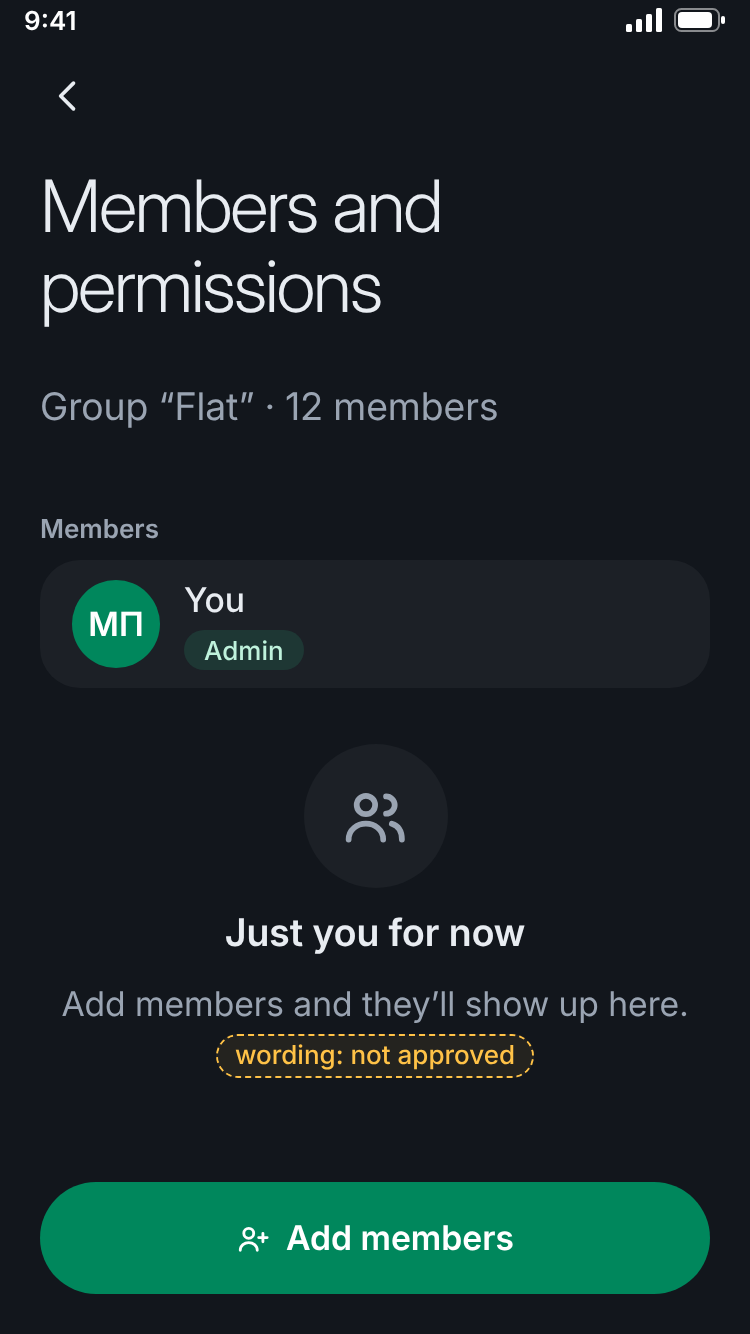 9:41
Members and
permissions
Group “Flat” · 12 members
Members
МП
You
Admin
Just you for now
Add members and they’ll show up here.
wording: not approved
Add members